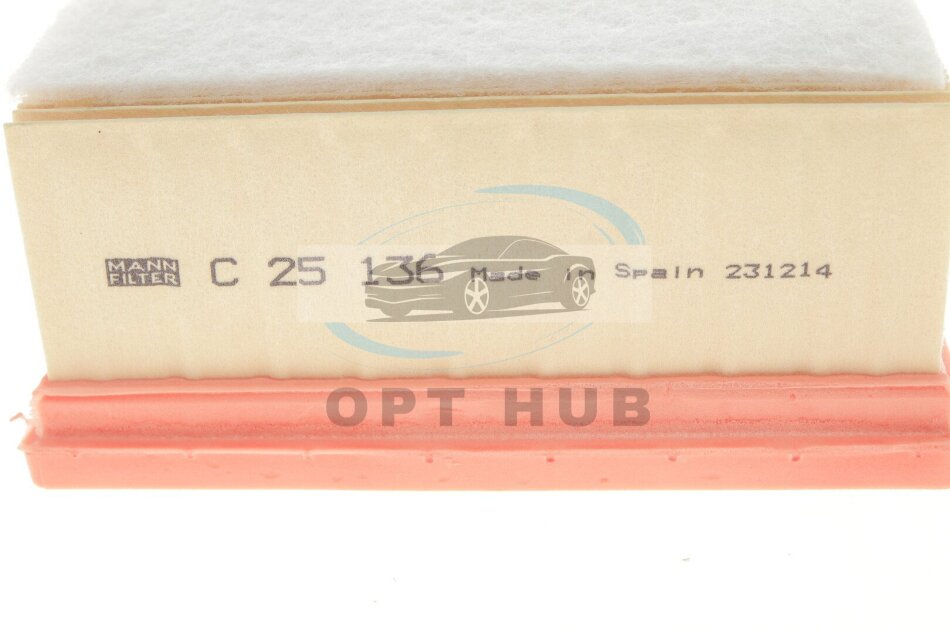 MANN
FILTER
C 25 136 Made in Spain 231214
OPT HUB